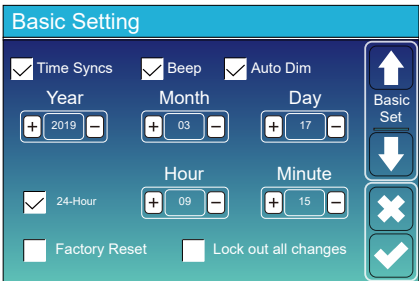 Basic Setting
Time Syncs Beep Auto Dim
Year Month Day
+ 2019 − + 03 − + 17 −
Basic
Set
Hour Minute
24-Hour + 09 − + 15 −
Factory Reset Lock out all changes